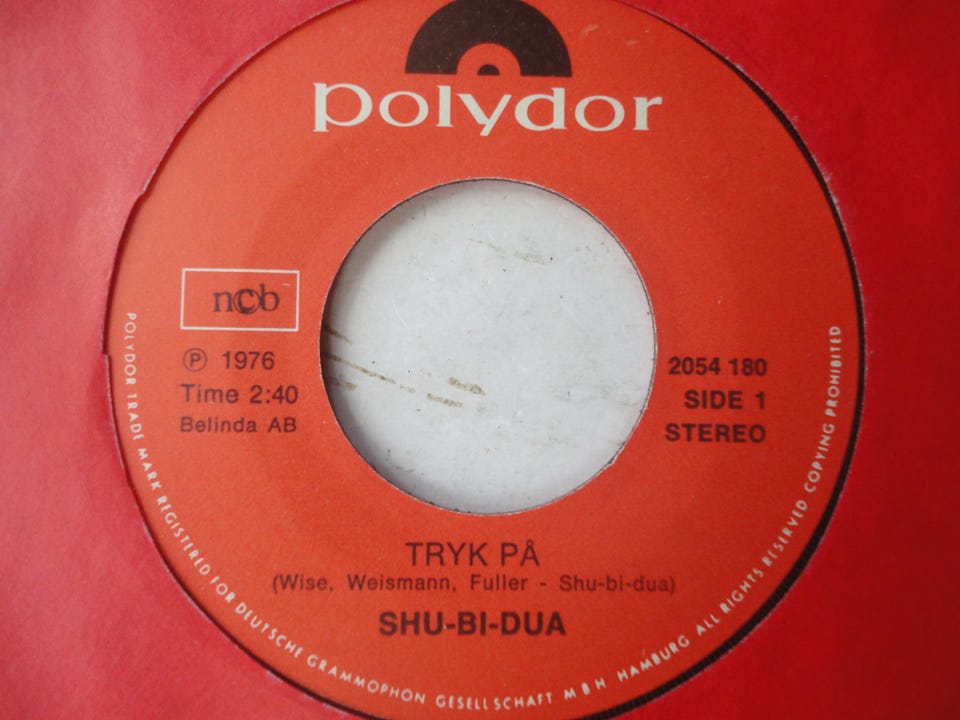 polydor
ncb
℗ 1976
Time 2:40
Belinda AB
2054 180
SIDE 1
STEREO
TRYK PÅ
(Wise, Weismann, Fuller - Shu-bi-dua)
SHU-BI-DUA
POLYDOR TRADE MARK REGISTERED FOR DEUTSCHE GRAMMOPHON GESELLSCHAFT MBH HAMBURG ALL RIGHTS RESERVED COPYING PROHIBITED